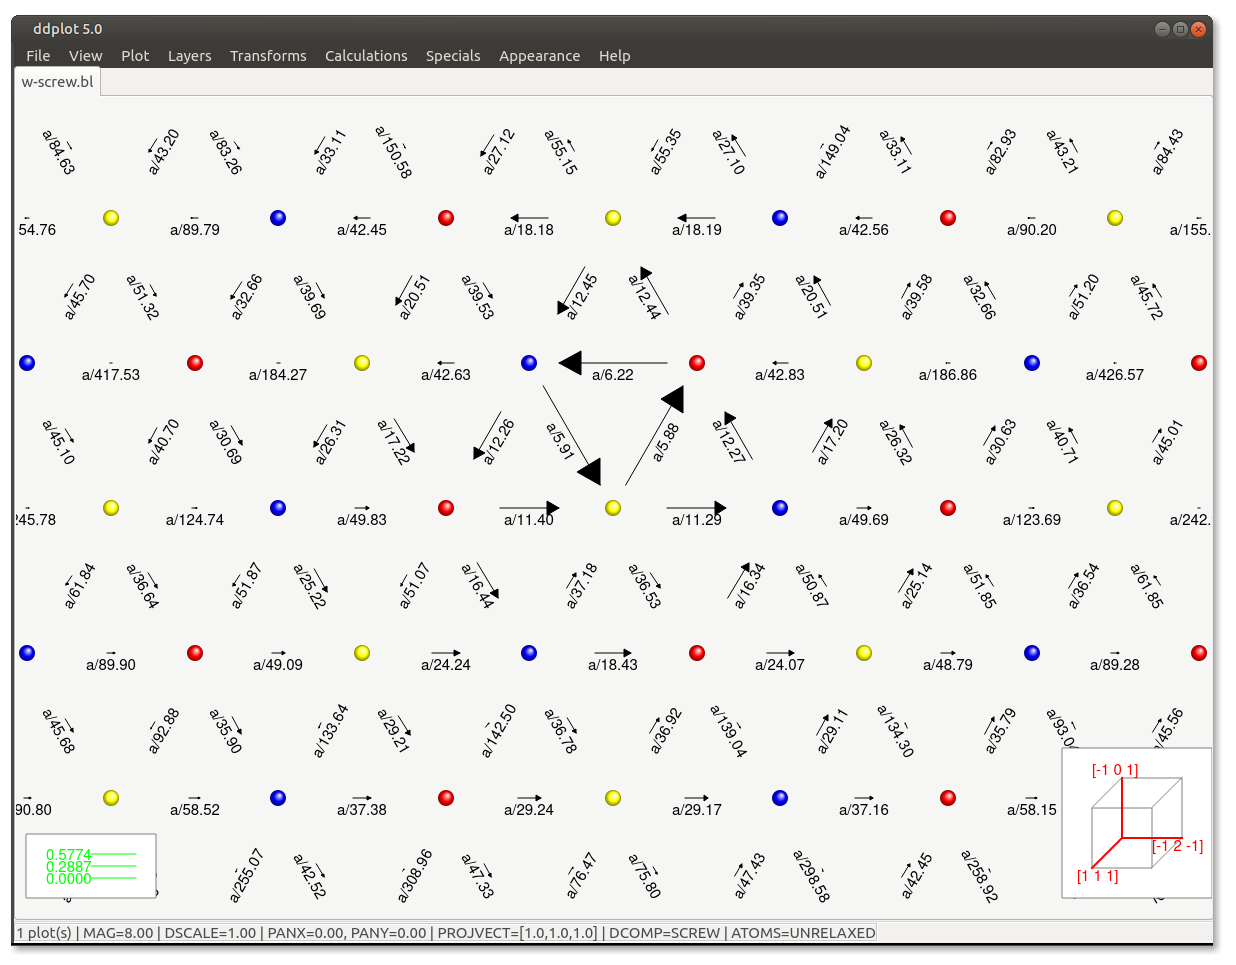 ddplot 5.0
File View Plot Layers Transforms Calculations Specials Appearance Help
w-screw.bl
a/84.63 a/43.20 a/83.26 a/33.11 a/150.58 a/27.12 a/55.15 a/55.35 a/27.10 a/149.04 a/33.11 a/82.93 a/43.21 a/84.43
54.76 a/89.79 a/42.45 a/18.18 a/18.19 a/42.56 a/90.20 a/155.
a/45.70 a/51.32 a/32.66 a/39.69 a/20.51 a/39.53 a/12.45 a/12.44 a/39.35 a/20.51 a/39.58 a/32.66 a/51.20 a/45.72
a/417.53 a/184.27 a/42.63 a/6.22 a/42.83 a/186.86 a/426.57
a/45.10 a/40.70 a/30.69 a/26.31 a/17.22 a/12.26 a/5.91 a/5.88 a/12.27 a/17.20 a/26.32 a/30.63 a/40.71 a/45.01
45.78 a/124.74 a/49.83 a/11.40 a/11.29 a/49.69 a/123.69 a/242.
a/61.84 a/36.64 a/51.87 a/25.22 a/51.07 a/16.44 a/37.18 a/36.53 a/16.34 a/50.87 a/25.14 a/51.85 a/36.54 a/61.85
a/89.90 a/49.09 a/24.24 a/18.43 a/24.07 a/48.79 a/89.28
a/45.68 a/92.88 a/35.90 a/133.64 a/29.21 a/142.50 a/36.78 a/36.92 a/139.04 a/29.11 a/134.30 a/35.79 a/93.0 a/45.56
90.80 a/58.52 a/37.38 a/29.24 a/29.17 a/37.16 a/58.15
[-1 0 1]
[-1 2 -1]
[1 1 1]
0.5774
0.2887
0.0000
a/255.07 a/42.52 a/308.96 a/47.33 a/76.47 a/75.80 a/47.43 a/298.58 a/42.45 a/258.92
1 plot(s) | MAG=8.00 | DSCALE=1.00 | PANX=0.00, PANY=0.00 | PROJVECT=[1.0,1.0,1.0] | DCOMP=SCREW | ATOMS=UNRELAXED